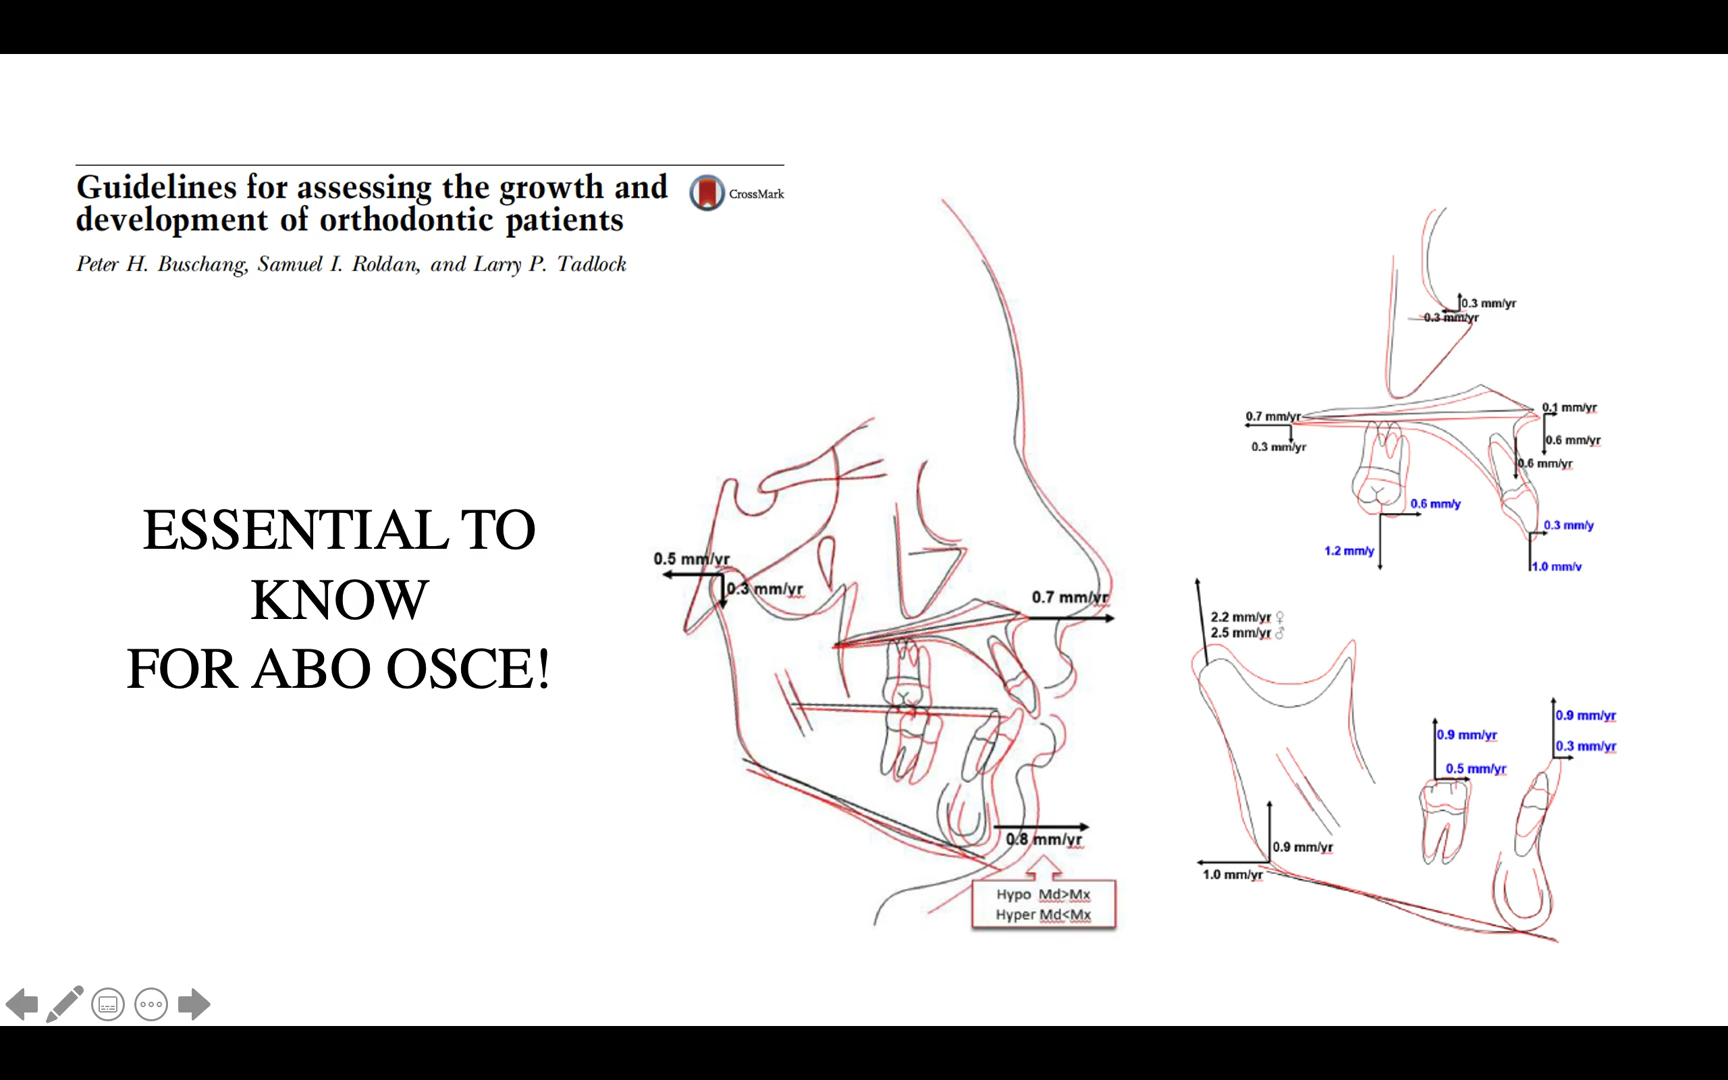 Guidelines for assessing the growth and
development of orthodontic patients
CrossMark
Peter H. Buschang, Samuel I. Roldan, and Larry P. Tadlock
ESSENTIAL TO
KNOW
FOR ABO OSCE!
0.5 mm/yr
0.3 mm/yr
0.7 mm/yr
0.8 mm/yr
Hypo Md>Mx
Hyper Md<Mx
0.3 mm/yr
0.3 mm/yr
0.7 mm/yr
0.3 mm/yr
0.1 mm/yr
0.6 mm/yr
0.6 mm/yr
0.6 mm/y
0.3 mm/y
1.2 mm/y
1.0 mm/y
2.2 mm/yr ♀
2.5 mm/yr ♂
0.9 mm/yr
0.3 mm/yr
0.9 mm/yr
0.5 mm/yr
0.9 mm/yr
1.0 mm/yr